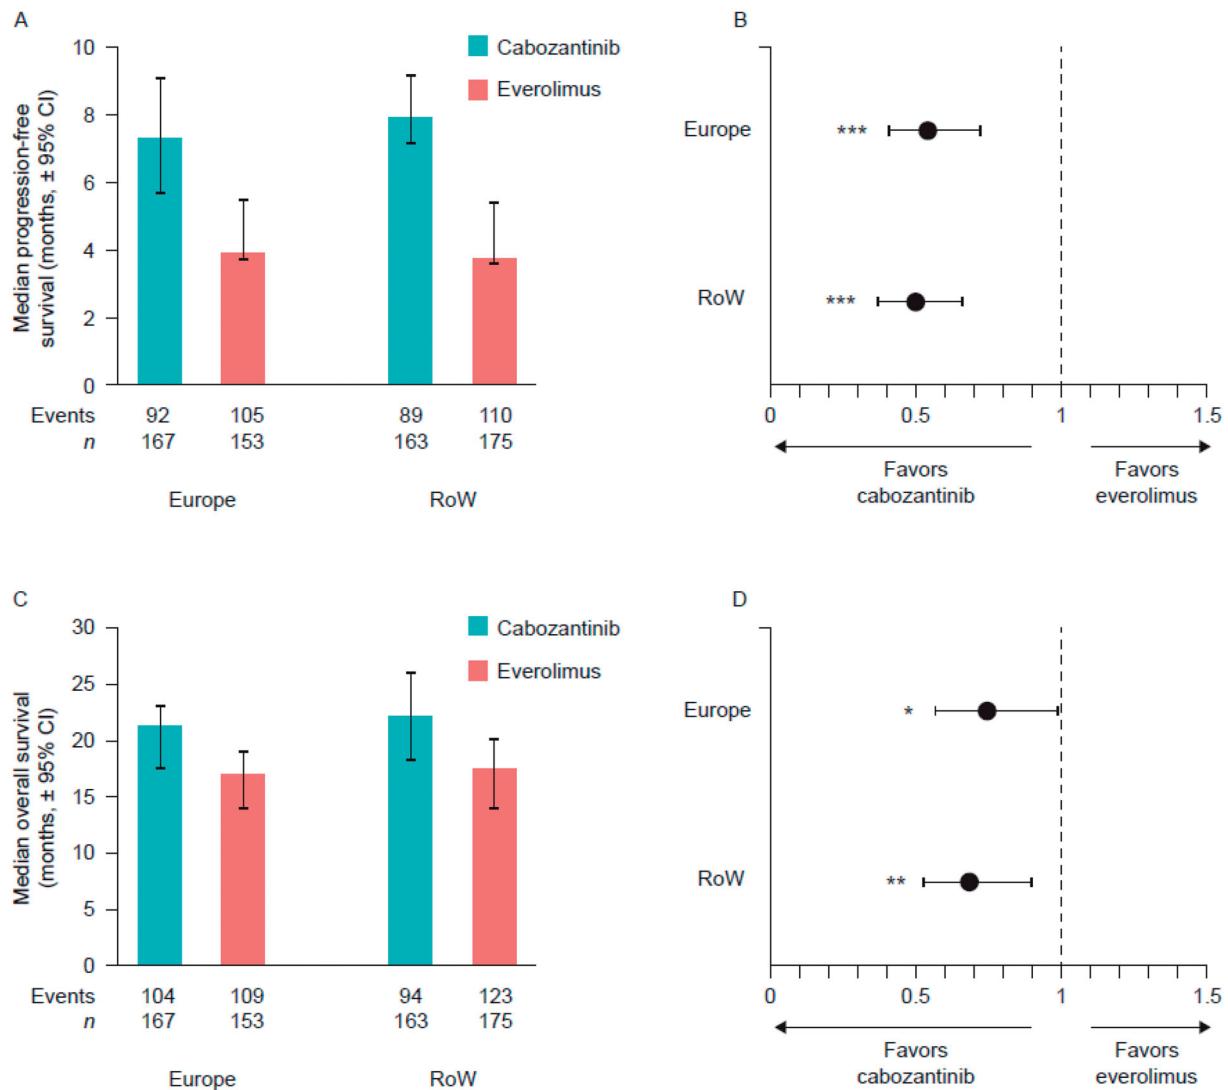 A
Cabozantinib
Everolimus
Median progression-free
survival (months, ± 95% CI)
10
8
6
4
2
0
Events 92 105 89 110
n 167 153 163 175
Europe RoW
B
Europe ***
RoW ***
0 0.5 1 1.5
Favors
cabozantinib
Favors
everolimus
C
Cabozantinib
Everolimus
Median overall survival
(months, ± 95% CI)
30
25
20
15
10
5
0
Events 104 109 94 123
n 167 153 163 175
Europe RoW
D
Europe *
RoW **
0 0.5 1 1.5
Favors
cabozantinib
Favors
everolimus